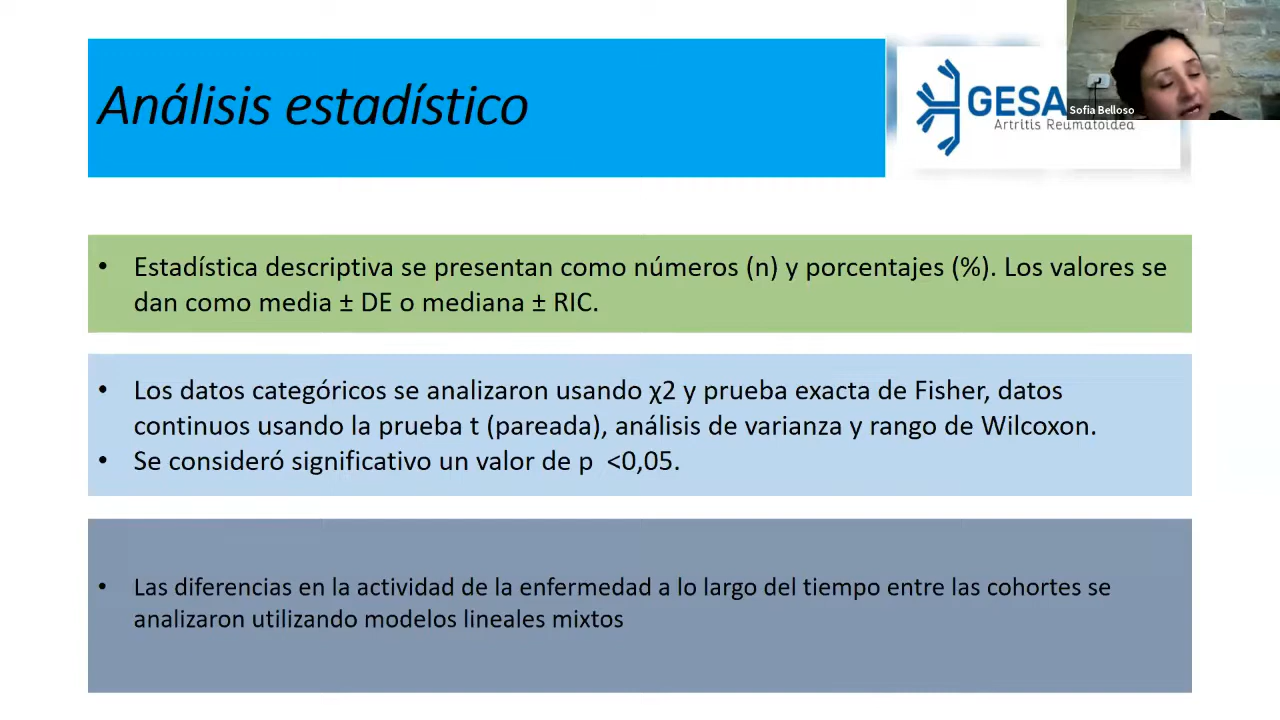 Análisis estadístico
GESA
Artritis Reumatoidea
Sofia Belloso
• Estadística descriptiva se presentan como números (n) y porcentajes (%). Los valores se
dan como media ± DE o mediana ± RIC.
• Los datos categóricos se analizaron usando χ2 y prueba exacta de Fisher, datos
continuos usando la prueba t (pareada), análisis de varianza y rango de Wilcoxon.
• Se consideró significativo un valor de p <0,05.
• Las diferencias en la actividad de la enfermedad a lo largo del tiempo entre las cohortes se
analizaron utilizando modelos lineales mixtos